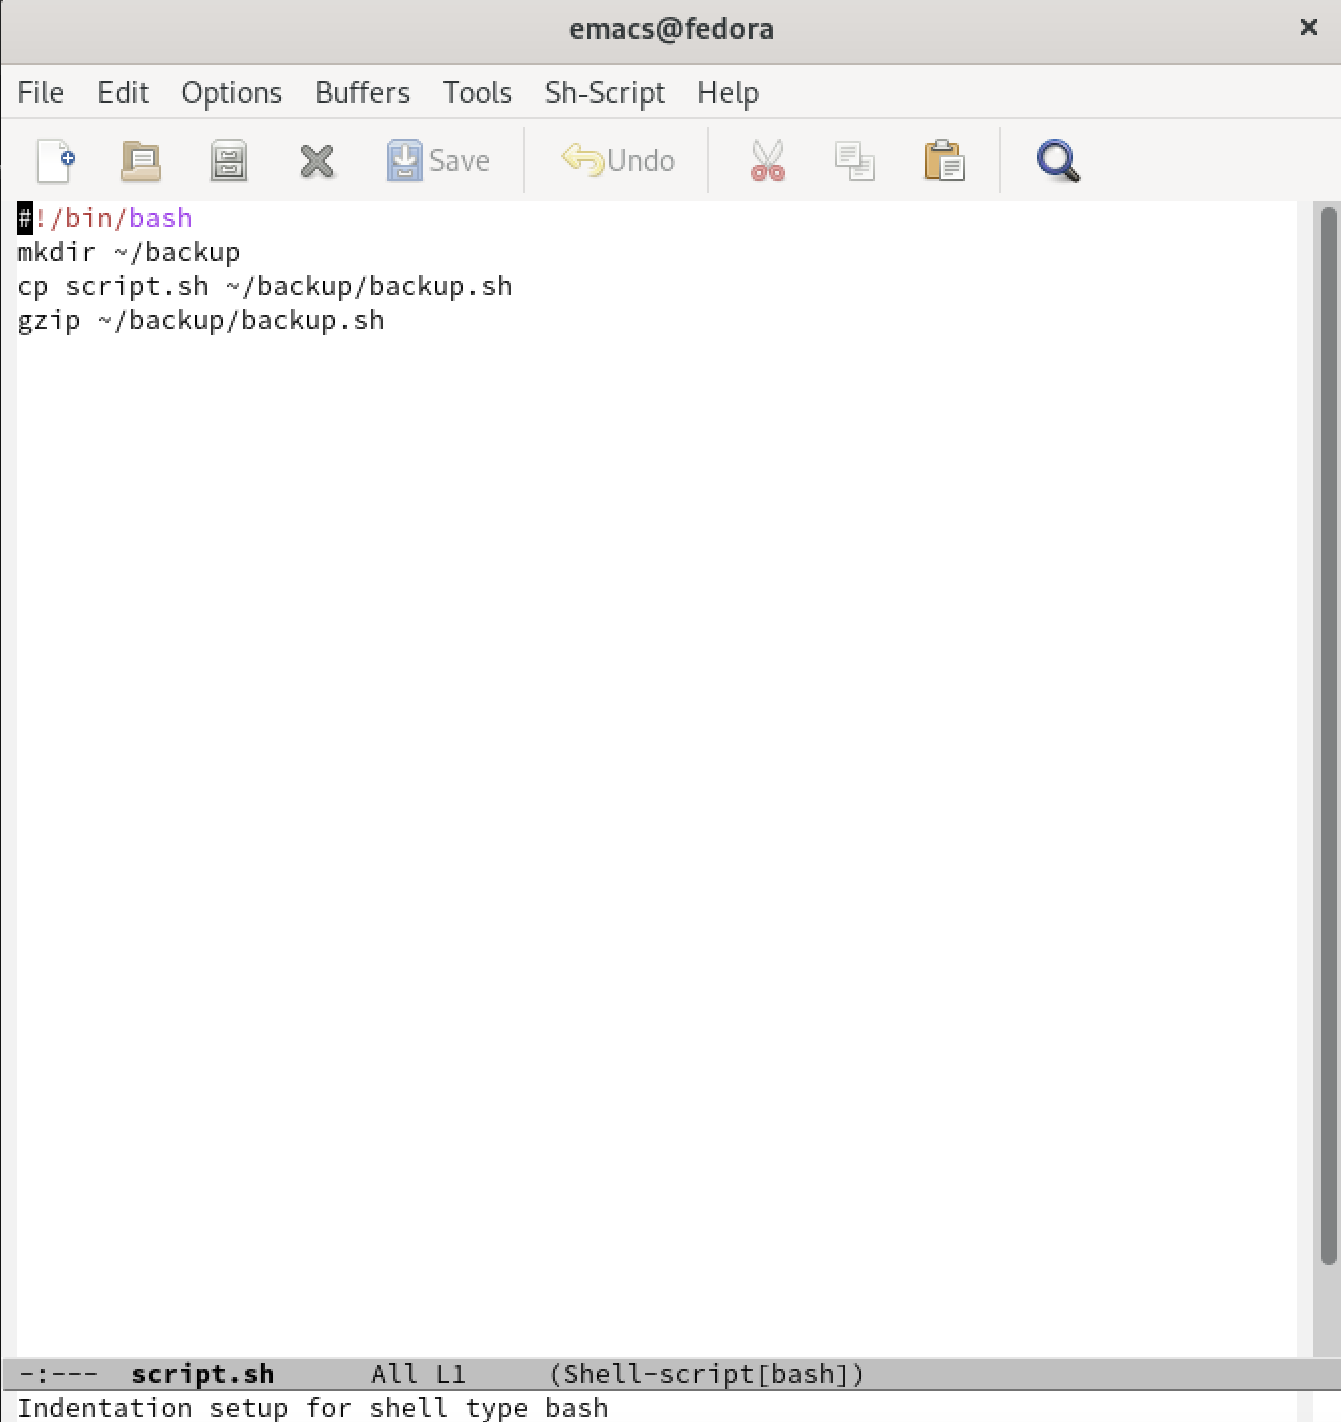 emacs@fedora
File Edit Options Buffers Tools Sh-Script Help
Save Undo
#!/bin/bash
mkdir ~/backup
cp script.sh ~/backup/backup.sh
gzip ~/backup/backup.sh
-:--- script.sh All L1 (Shell-script[bash])
Indentation setup for shell type bash